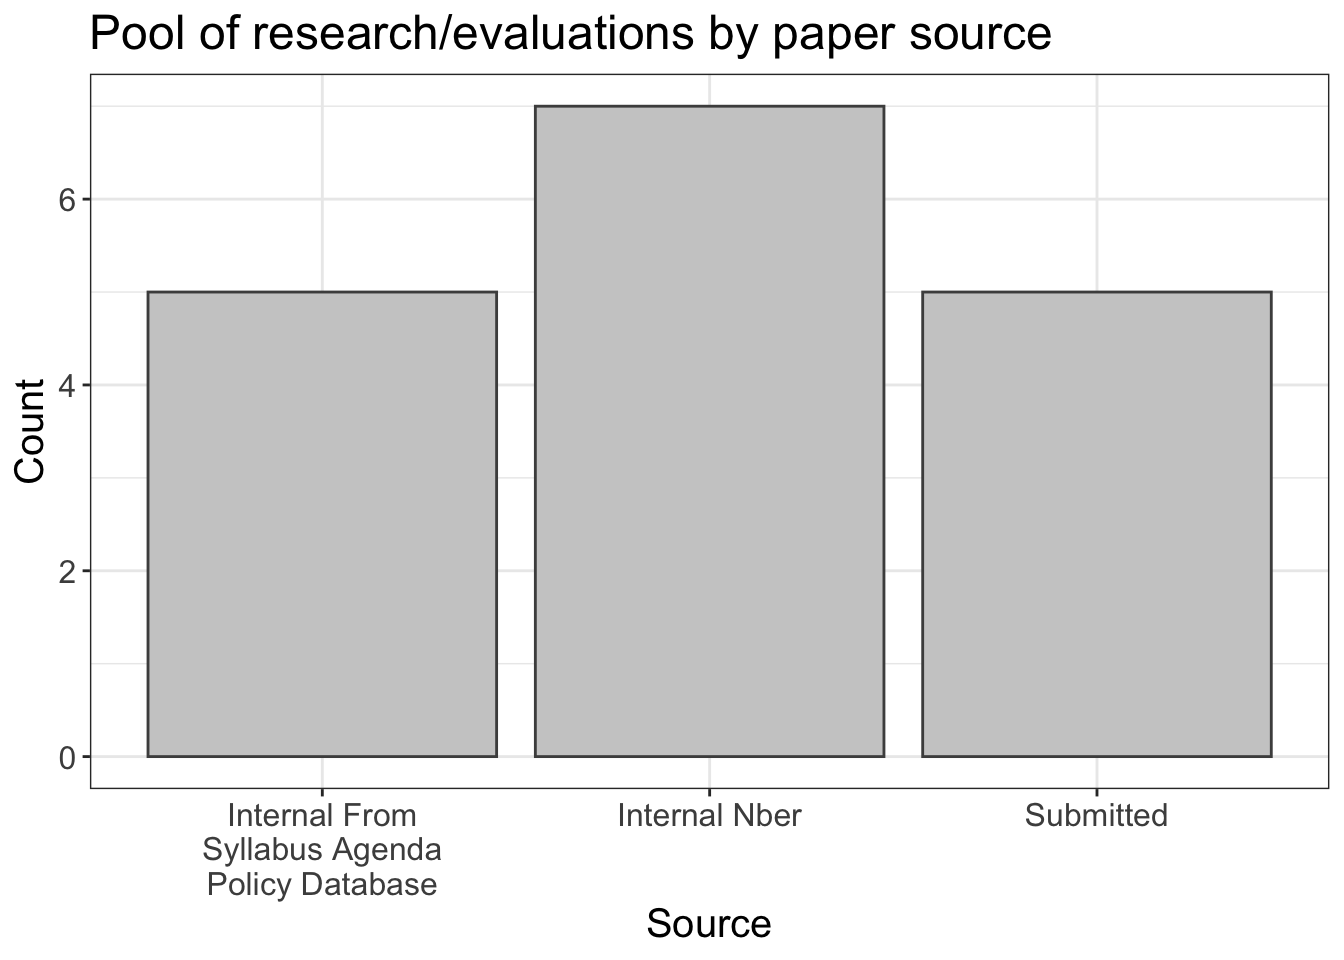 Pool of research/evaluations by paper source
Count
6
4
2
0
Internal From
Syllabus Agenda
Policy Database
Internal Nber
Submitted
Source